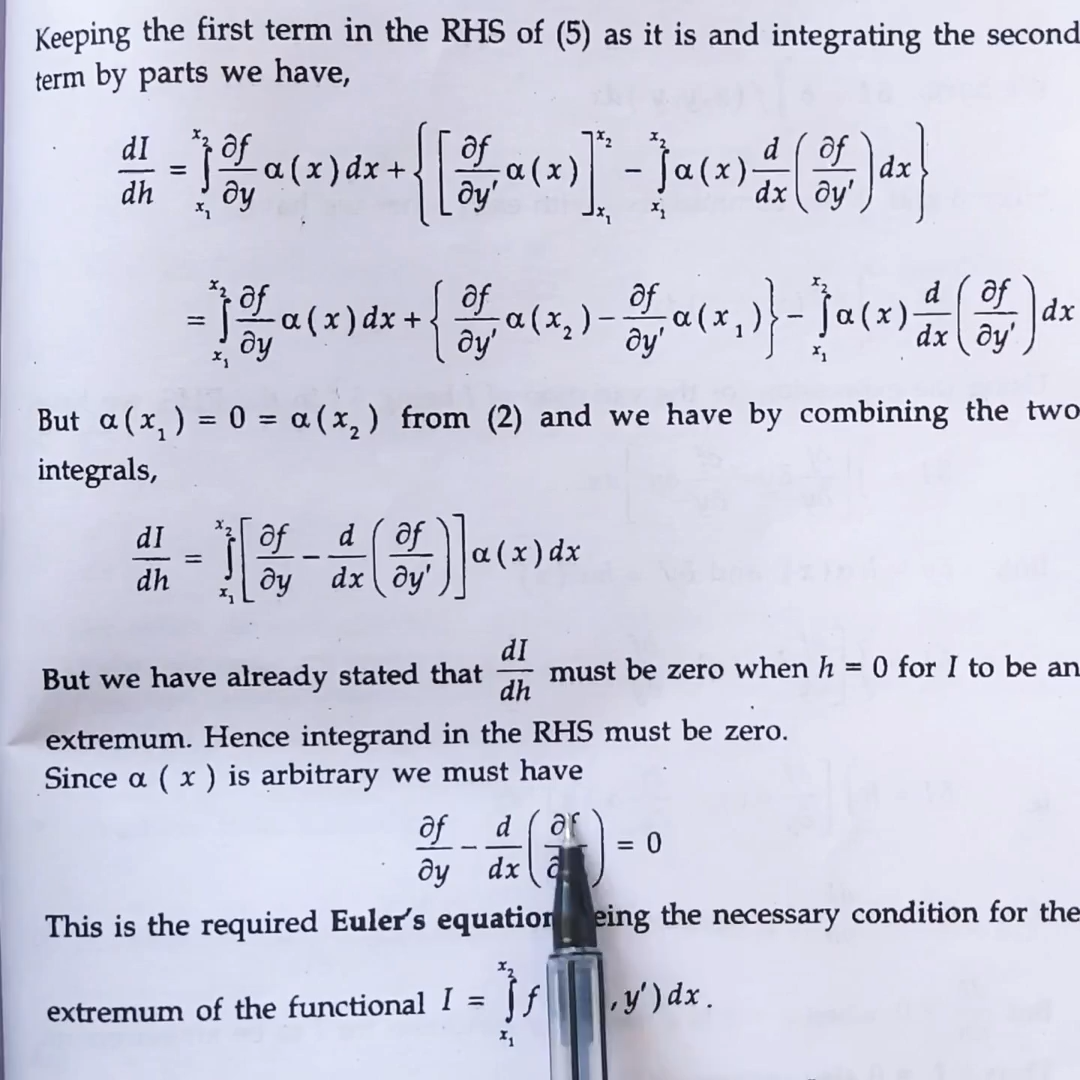 Keeping the first term in the RHS of (5) as it is and integrating the second
term by parts we have,
dI/dh = ∫_{x₁}^{x₂} ∂f/∂y α(x)dx + { [ ∂f/∂y' α(x) ]_{x₁}^{x₂} − ∫_{x₁}^{x₂} α(x) d/dx ( ∂f/∂y' ) dx }
= ∫_{x₁}^{x₂} ∂f/∂y α(x)dx + { ∂f/∂y' α(x₂) − ∂f/∂y' α(x₁) } − ∫_{x₁}^{x₂} α(x) d/dx ( ∂f/∂y' ) dx
But α(x₁) = 0 = α(x₂) from (2) and we have by combining the two
integrals,
dI/dh = ∫_{x₁}^{x₂} [ ∂f/∂y − d/dx ( ∂f/∂y' ) ] α(x)dx
But we have already stated that dI/dh must be zero when h = 0 for I to be an
extremum. Hence integrand in the RHS must be zero.
Since α ( x ) is arbitrary we must have
∂f/∂y − d/dx ( ∂f/∂ ) = 0
This is the required Euler's equation eing the necessary condition for the
extremum of the functional I = ∫_{x₁}^{x₂} f , y')dx.